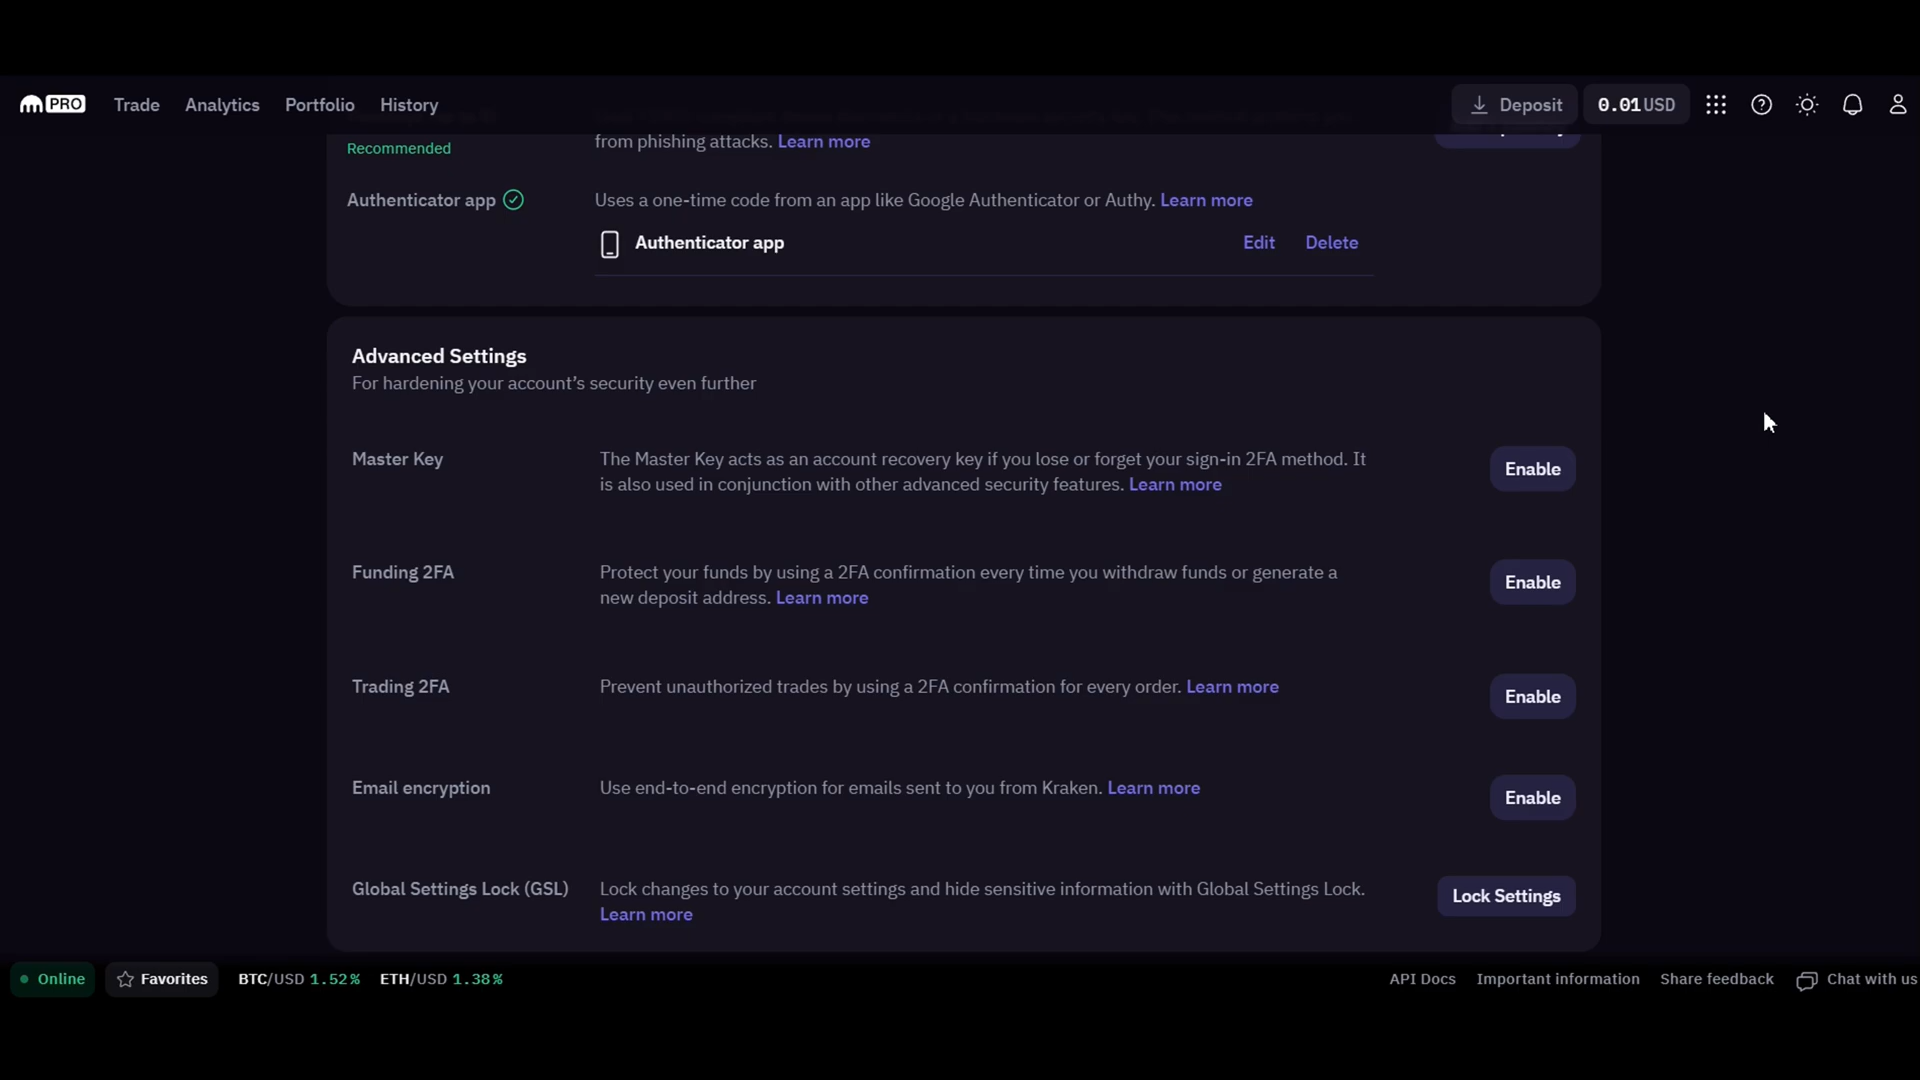 PRO Trade Analytics Portfolio History Deposit 0.01 USD
from phishing attacks. Learn more
Recommended
Authenticator app Uses a one-time code from an app like Google Authenticator or Authy. Learn more
Authenticator app Edit Delete
Advanced Settings
For hardening your account’s security even further
Master Key The Master Key acts as an account recovery key if you lose or forget your sign-in 2FA method. It
is also used in conjunction with other advanced security features. Learn more
Enable
Funding 2FA Protect your funds by using a 2FA confirmation every time you withdraw funds or generate a
new deposit address. Learn more
Enable
Trading 2FA Prevent unauthorized trades by using a 2FA confirmation for every order. Learn more
Enable
Email encryption Use end-to-end encryption for emails sent to you from Kraken. Learn more
Enable
Global Settings Lock (GSL) Lock changes to your account settings and hide sensitive information with Global Settings Lock.
Learn more
Lock Settings
Online Favorites BTC/USD 1.52% ETH/USD 1.38% API Docs Important information Share feedback Chat with us